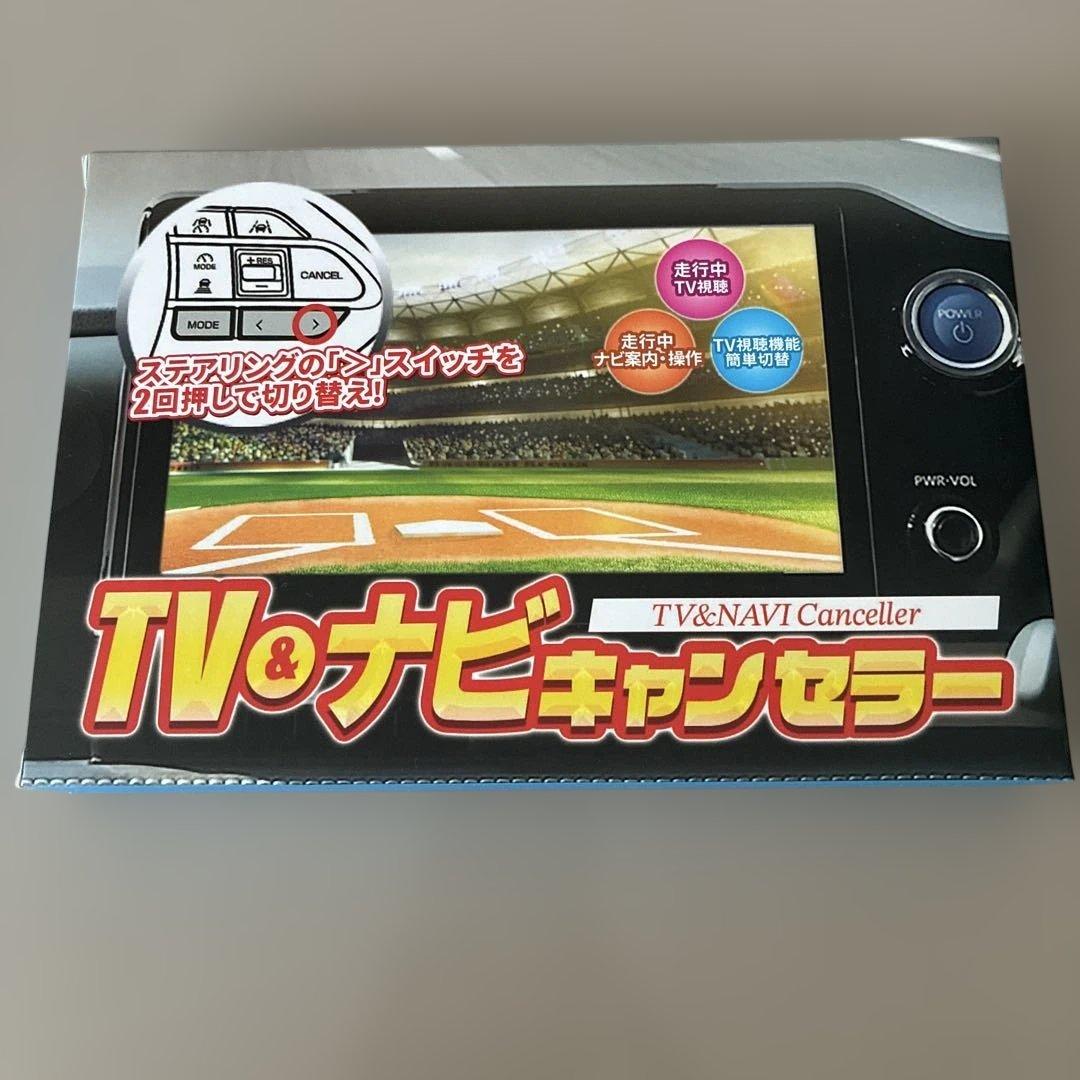 MODE
+RES
−
CANCEL
MODE
<
>
ステアリングの「>」スイッチを
2回押して切り替え!
走行中
TV視聴
走行中
ナビ案内・操作
TV視聴機能
簡単切替
POWER
PWR・VOL
TV&NAVI Canceller
TV&ナビキャンセラー